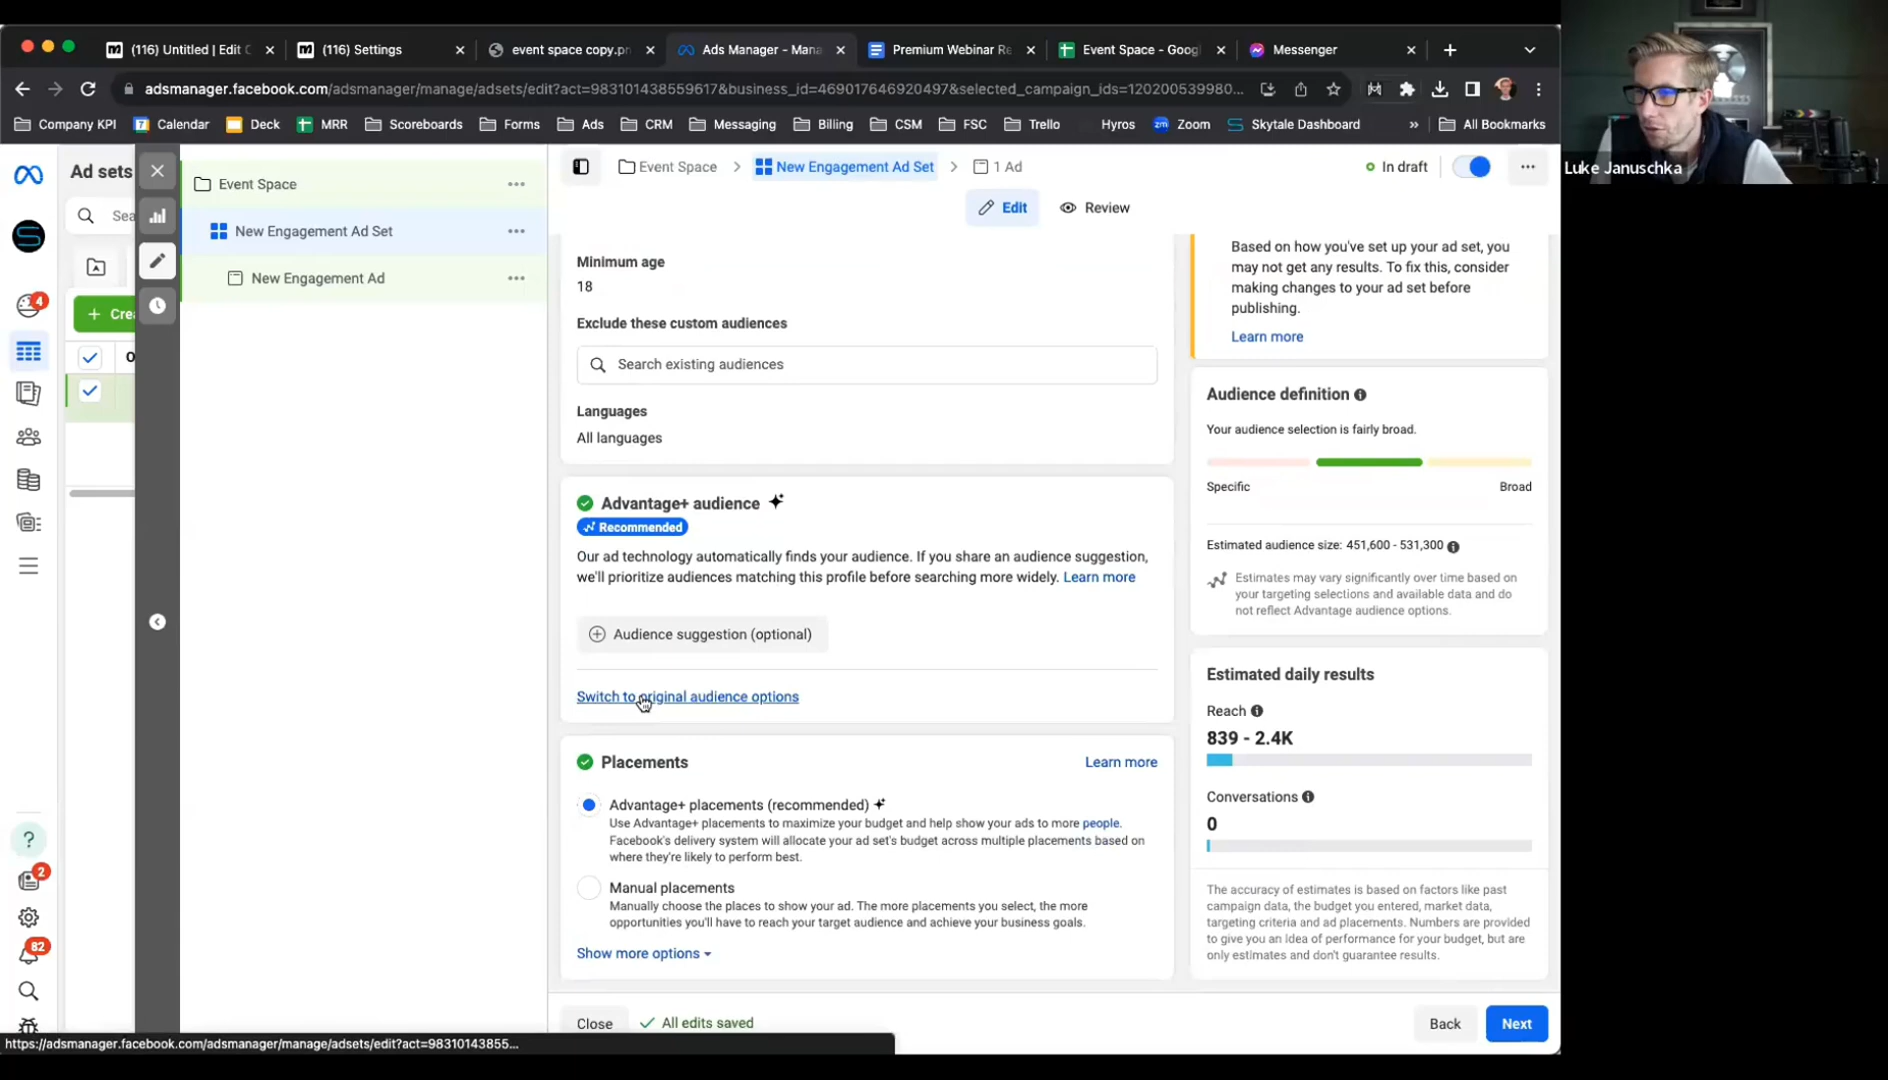 (116) Untitled | Edit C
(116) Settings
event space copy.pn
Ads Manager - Mana
Premium Webinar Re
Event Space - Googl
Messenger
adsmanager.facebook.com/adsmanager/manage/adsets/edit?act=983101438559617&business_id=469017646920497&selected_campaign_ids=120200539980...
Company KPI
Calendar
Deck
MRR
Scoreboards
Forms
Ads
CRM
Messaging
Billing
CSM
FSC
Trello
Hyros
Zoom
Skytale Dashboard
»
All Bookmarks
Luke Januschka
Ad sets
Sea
+ Crea
O
4
2
82
Event Space
New Engagement Ad Set
New Engagement Ad
Event Space > New Engagement Ad Set > 1 Ad
In draft
Edit
Review
Minimum age
18
Exclude these custom audiences
Search existing audiences
Languages
All languages
Advantage+ audience
Recommended
Our ad technology automatically finds your audience. If you share an audience suggestion,
we'll prioritize audiences matching this profile before searching more widely. Learn more
Audience suggestion (optional)
Switch to original audience options
Placements
Learn more
Advantage+ placements (recommended)
Use Advantage+ placements to maximize your budget and help show your ads to more people.
Facebook's delivery system will allocate your ad set's budget across multiple placements based on
where they're likely to perform best.
Manual placements
Manually choose the places to show your ad. The more placements you select, the more
opportunities you'll have to reach your target audience and achieve your business goals.
Show more options
Based on how you've set up your ad set, you
may not get any results. To fix this, consider
making changes to your ad set before
publishing.
Learn more
Audience definition
Your audience selection is fairly broad.
Specific
Broad
Estimated audience size: 451,600 - 531,300
Estimates may vary significantly over time based on
your targeting selections and available data and do
not reflect Advantage audience options.
Estimated daily results
Reach
839 - 2.4K
Conversations
0
The accuracy of estimates is based on factors like past
campaign data, the budget you entered, market data,
targeting criteria and ad placements. Numbers are provided
to give you an idea of performance for your budget, but are
only estimates and don't guarantee results.
Close
All edits saved
Back
Next
https://adsmanager.facebook.com/adsmanager/manage/adsets/edit?act=98310143855...